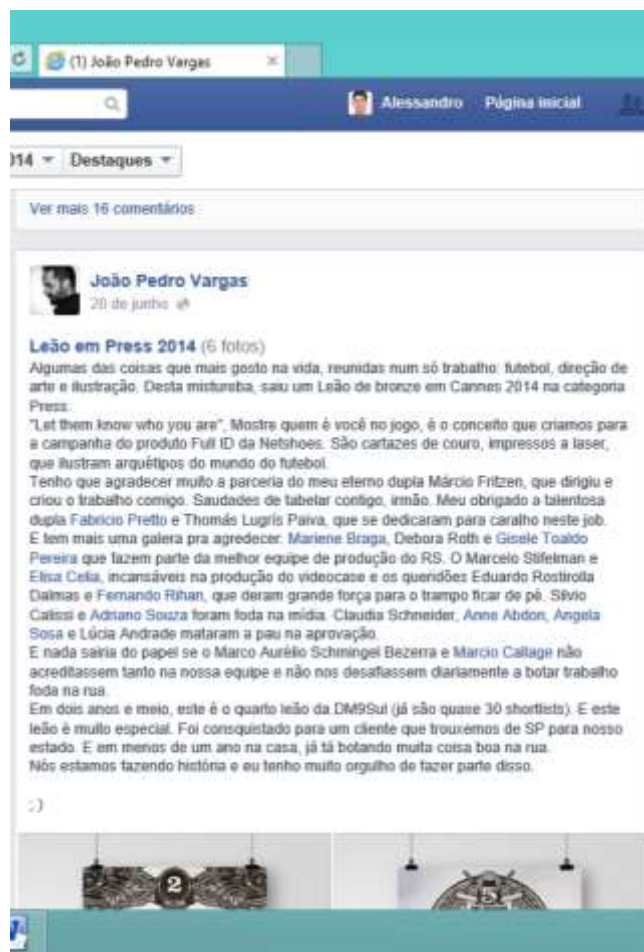 (1) João Pedro Vargas
Alessandro Página inicial
014 Destaques
Ver mais 16 comentários
João Pedro Vargas
20 de junho
Leão em Press 2014 (6 fotos)
Algumas das coisas que mais gosto na vida, reunidas num só trabalho: futebol, direção de
arte e ilustração. Desta mistureba, saiu um Leão de bronze em Cannes 2014 na categoria
Press.
"Let them know who you are", Mostre quem é você no jogo, é o conceito que criamos para
a campanha do produto Full ID da Netshoes. São cartazes de couro, impressos a laser,
que ilustram arquétipos do mundo do futebol.
Tenho que agradecer muito a parceria do meu eterno dupla Márcio Fritzen, que dirigiu e
criou o trabalho comigo. Saudades de tabelar contigo, irmão. Meu obrigado a talentosa
dupla Fabricio Pretto e Thomás Lugris Paiva, que se dedicaram para caralho neste job.
E tem mais uma galera pra agredecer: Marlene Braga, Debora Roth e Gisele Toaldo
Pereira que fazem parte da melhor equipe de produção do RS. O Marcelo Stifelman e
Elisa Celia, incansáveis na produção do videocase e os queridões Eduardo Rostirolla
Dalmas e Fernando Rihan, que deram grande força para o trampo ficar de pé. Silvio
Calissi e Adriano Souza foram foda na mídia. Claudia Schneider, Anne Abdon, Angela
Sosa e Lúcia Andrade mataram a pau na aprovação.
E nada sairia do papel se o Marco Aurélio Schmingel Bezerra e Marcio Callage não
acreditassem tanto na nossa equipe e não nos desafiassem diariamente a botar trabalho
foda na rua.
Em dois anos e meio, este é o quarto leão da DM9Sul (já são quase 30 shortlists). E este
leão é muito especial. Foi consquistado para um cliente que trouxemos de SP para nosso
estado. E em menos de um ano na casa, já tá botando muita coisa boa na rua.
Nós estamos fazendo história e eu tenho muito orgulho de fazer parte disso.
;)
2
5